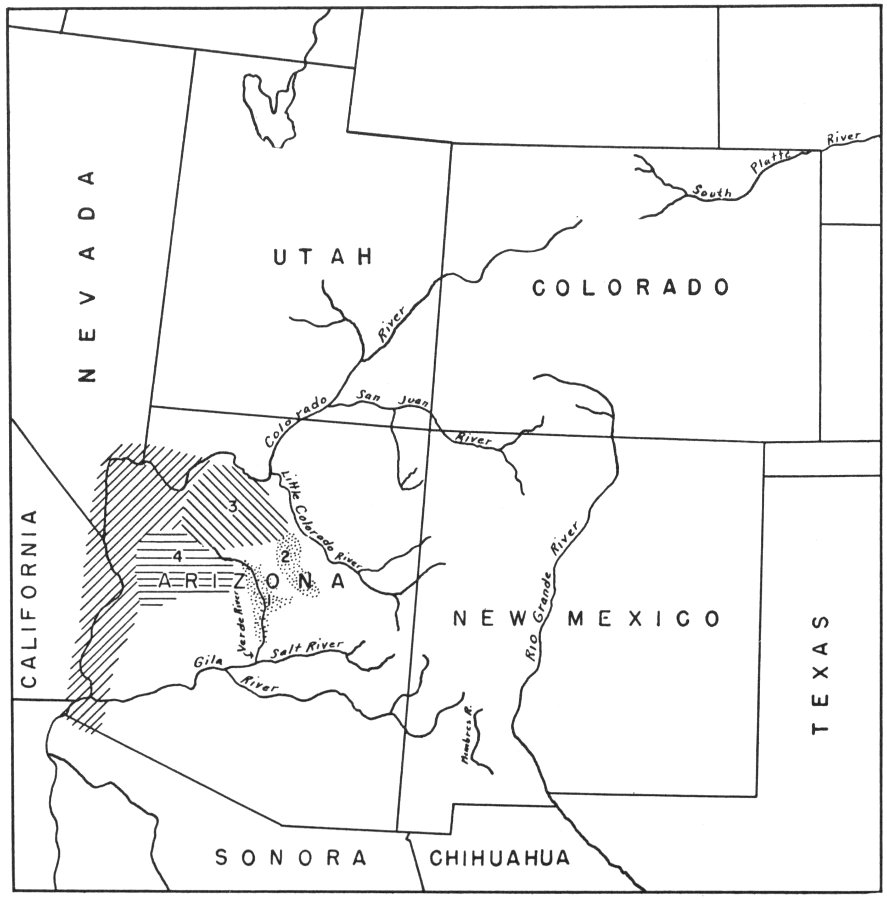 River
Platte
South
NEVADA
UTAH
COLORADO
River
San Juan
Colorado
River
Little Colorado River
3
2
4
ARIZONA
1
CALIFORNIA
Verde River
NEW MEXICO
Rio Grande River
Gila
Salt River
River
Mimbres R.
TEXAS
SONORA
CHIHUAHUA